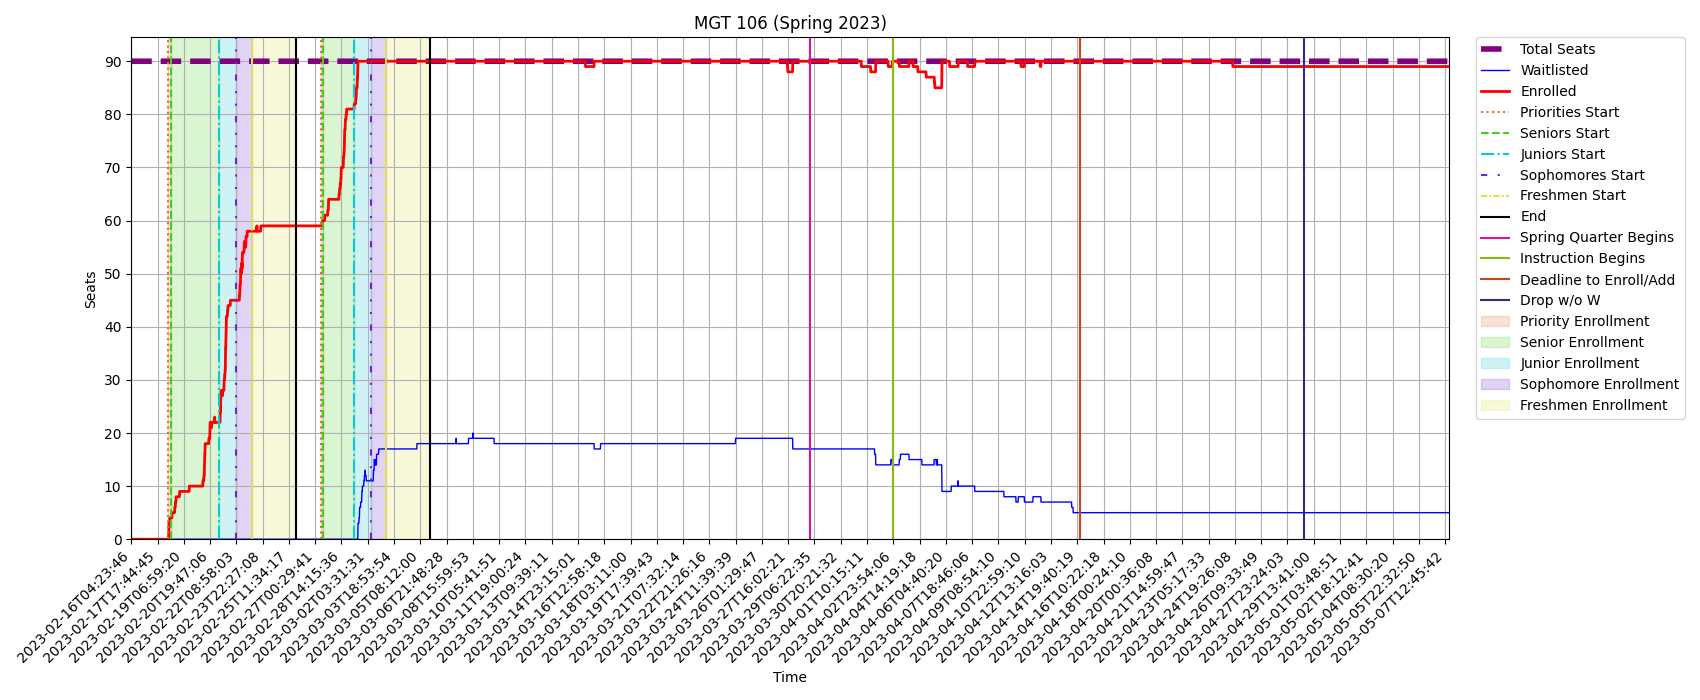 MGT 106 (Spring 2023)
Seats
90
80
70
60
50
40
30
20
10
0
2023-02-16T04:23:46
2023-02-17T17:44:45
2023-02-19T06:59:20
2023-02-20T19:47:06
2023-02-22T08:58:03
2023-02-23T22:27:08
2023-02-25T11:34:17
2023-02-27T00:29:41
2023-02-28T14:15:36
2023-03-02T03:31:31
2023-03-03T18:53:54
2023-03-05T08:12:00
2023-03-06T21:48:28
2023-03-08T15:59:53
2023-03-10T05:41:51
2023-03-11T19:00:24
2023-03-13T09:39:11
2023-03-14T23:15:01
2023-03-16T12:58:18
2023-03-18T03:11:00
2023-03-19T17:39:43
2023-03-21T07:32:14
2023-03-22T21:26:16
2023-03-24T11:39:39
2023-03-26T01:29:47
2023-03-27T16:02:21
2023-03-29T06:22:35
2023-03-30T20:21:32
2023-04-01T10:15:11
2023-04-02T23:54:06
2023-04-04T14:19:18
2023-04-06T04:40:20
2023-04-07T18:46:06
2023-04-09T08:54:10
2023-04-10T22:59:10
2023-04-12T13:16:03
2023-04-14T19:40:19
2023-04-16T10:22:18
2023-04-18T00:24:10
2023-04-20T00:36:08
2023-04-21T14:59:47
2023-04-23T05:17:33
2023-04-24T19:26:08
2023-04-26T09:33:49
2023-04-27T23:24:03
2023-04-29T13:41:00
2023-05-01T03:48:51
2023-05-02T18:12:41
2023-05-04T08:30:20
2023-05-05T22:32:50
2023-05-07T12:45:42
Time
Total Seats
Waitlisted
Enrolled
Priorities Start
Seniors Start
Juniors Start
Sophomores Start
Freshmen Start
End
Spring Quarter Begins
Instruction Begins
Deadline to Enroll/Add
Drop w/o W
Priority Enrollment
Senior Enrollment
Junior Enrollment
Sophomore Enrollment
Freshmen Enrollment